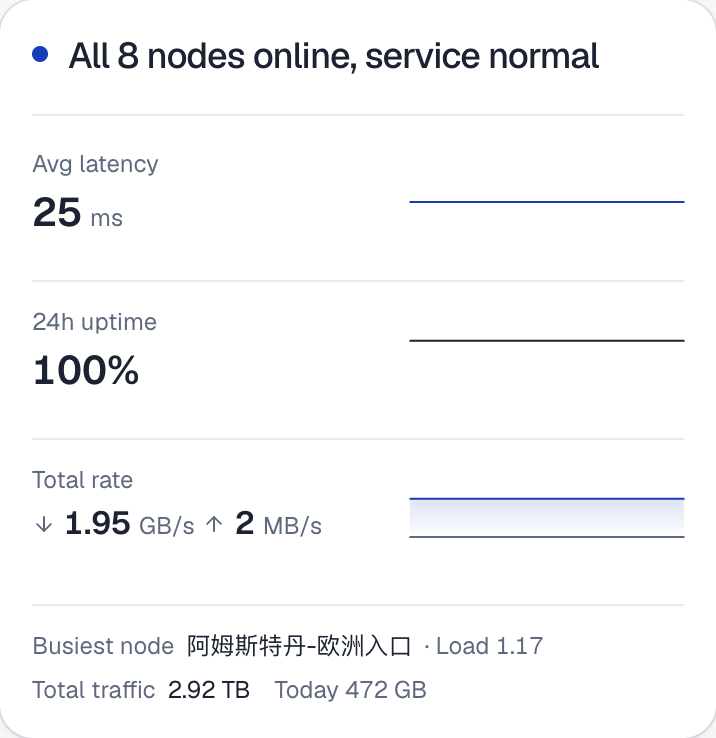 All 8 nodes online, service normal
Avg latency
25 ms
24h uptime
100%
Total rate
↓ 1.95 GB/s ↑ 2 MB/s
Busiest node 阿姆斯特丹-欧洲入口 · Load 1.17
Total traffic 2.92 TB Today 472 GB